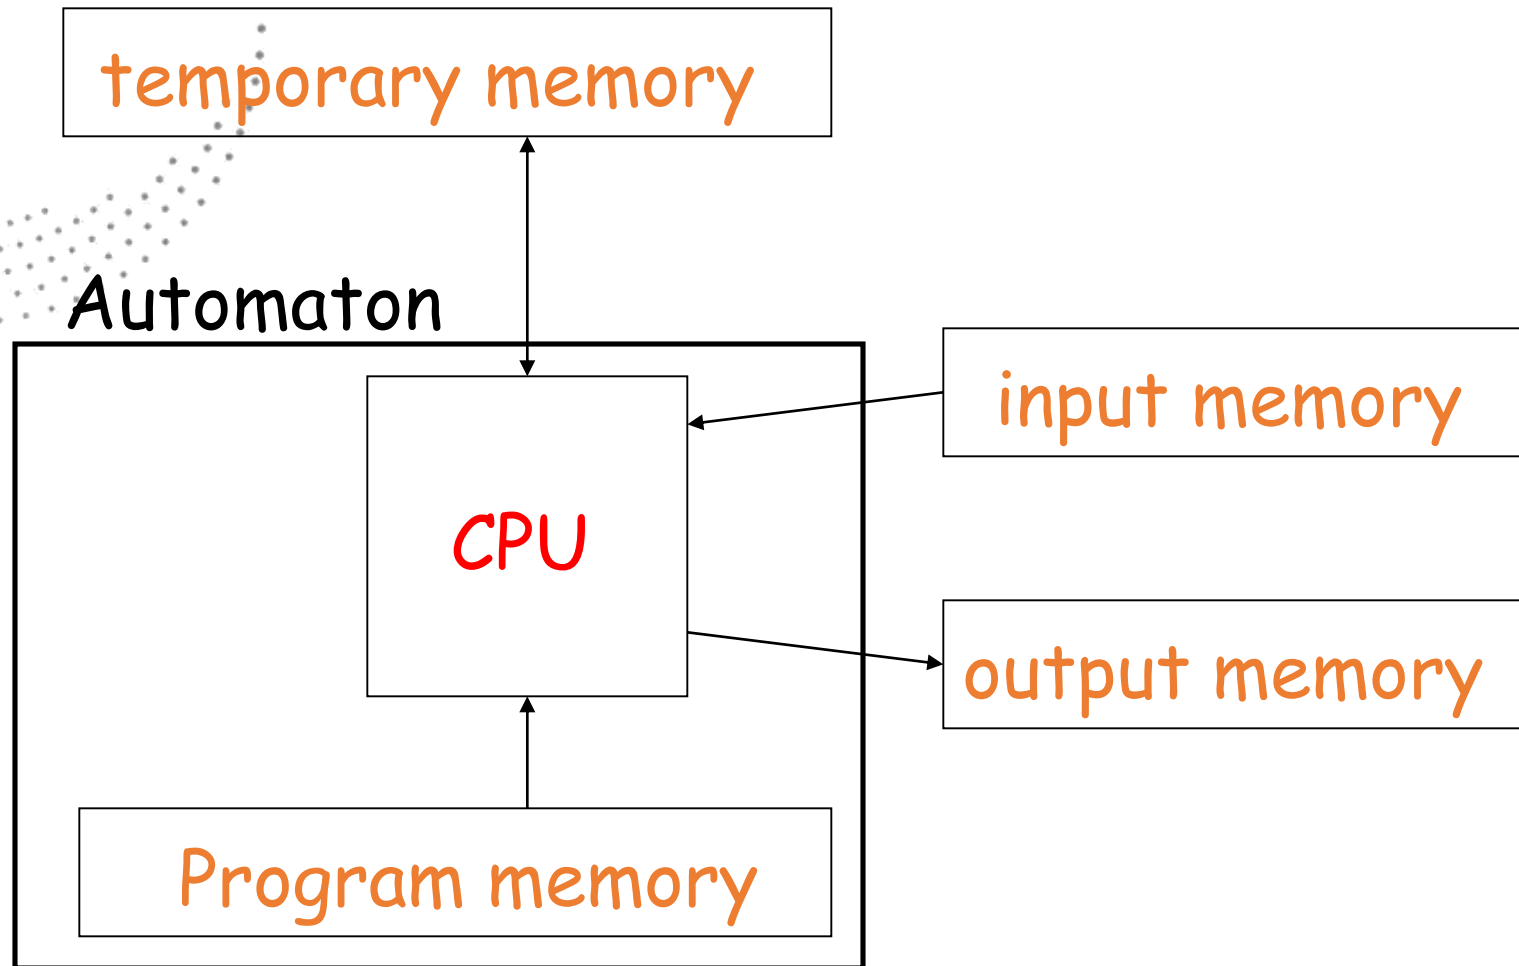 temporary memory
Automaton
input memory
CPU
output memory
Program memory